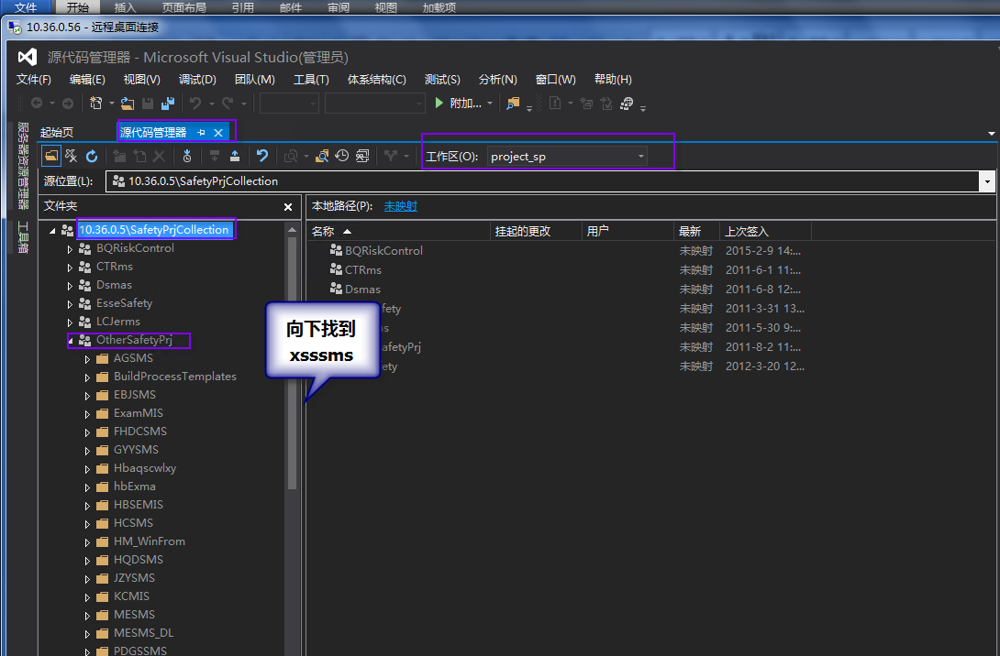 文件 开始 插入 页面布局 引用 邮件 审阅 视图 加载项
10.36.0.56 - 远程桌面连接
源代码管理器 - Microsoft Visual Studio(管理员)
文件(F) 编辑(E) 视图(V) 调试(D) 团队(M) 工具(T) 体系结构(C) 测试(S) 分析(N) 窗口(W) 帮助(H)
附加...
服务器资源管理器
工具箱
起始页 源代码管理器
工作区(O): project_sp
源位置(L): 10.36.0.5\SafetyPrjCollection
文件夹
10.36.0.5\SafetyPrjCollection
BQRiskControl
CTRms
Dsmas
EsseSafety
LCJerms
OtherSafetyPrj
AGSMS
BuildProcessTemplates
EBJSMS
ExamMIS
FHDCSMS
GYYSMS
Hbaqscwlxy
hbExma
HBSEMIS
HCSMS
HM_WinFrom
HQDSMS
JZYSMS
KCMIS
MESMS
MESMS_DL
PDGSSMS
向下找到
xsssms
本地路径(P): 未映射
名称 挂起的更改 用户 最新 上次签入
BQRiskControl 未映射 2015-2-9 14:...
CTRms 未映射 2011-6-1 11:...
Dsmas 未映射 2011-6-8 12:...
fety 未映射 2011-3-31 13...
ms 未映射 2011-5-30 9:...
afetyPrj 未映射 2011-8-2 11:...
ety 未映射 2012-3-20 12...